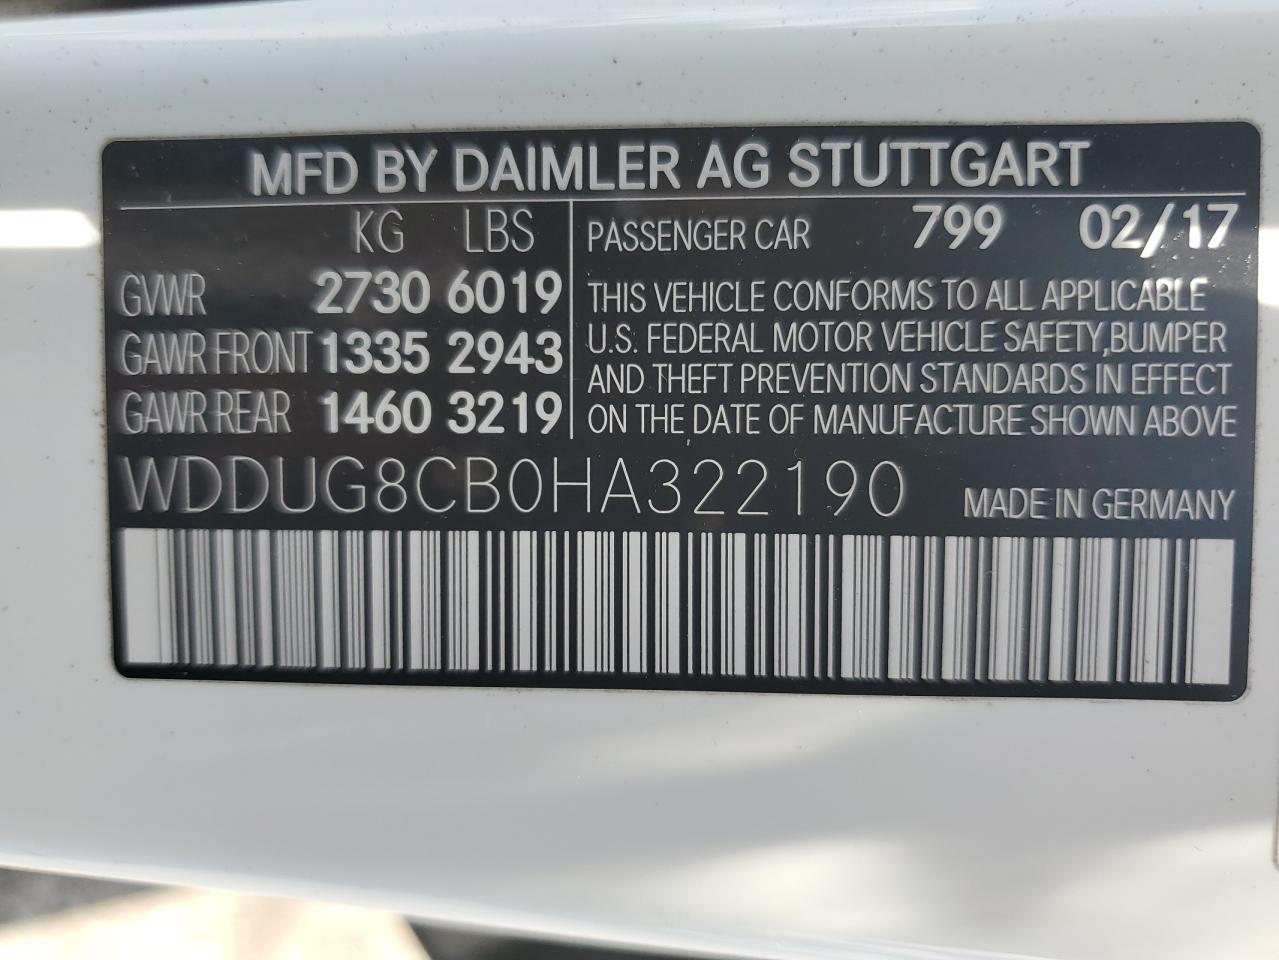 MFD BY DAIMLER AG STUTTGART
KG LBS
GVWR 2730 6019
GAWR FRONT 1335 2943
GAWR REAR 1460 3219
PASSENGER CAR 799 02/17
THIS VEHICLE CONFORMS TO ALL APPLICABLE
U.S. FEDERAL MOTOR VEHICLE SAFETY, BUMPER
AND THEFT PREVENTION STANDARDS IN EFFECT
ON THE DATE OF MANUFACTURE SHOWN ABOVE
WDDUG8CB0HA322190 MADE IN GERMANY